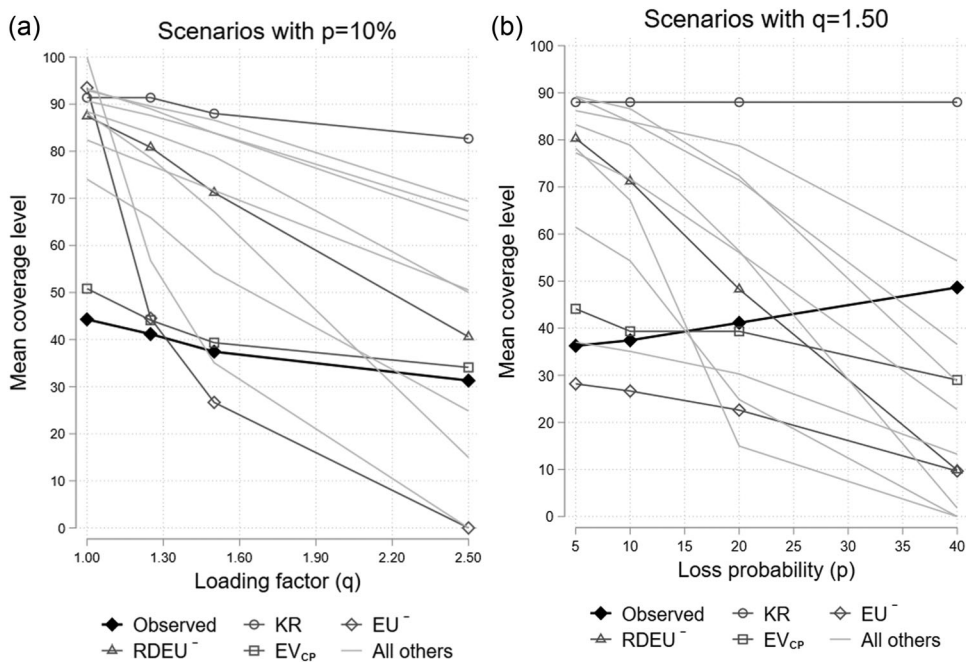 (a)
Scenarios with p=10%
Mean coverage level
100
90
80
70
60
50
40
30
20
10
0
1.00 1.30 1.60 1.90 2.20 2.50
Loading factor (q)
Observed KR EU⁻
RDEU⁻ EV_CP All others
(b)
Scenarios with q=1.50
Mean coverage level
100
90
80
70
60
50
40
30
20
10
0
5 10 15 20 25 30 35 40
Loss probability (p)
Observed KR EU⁻
RDEU⁻ EV_CP All others